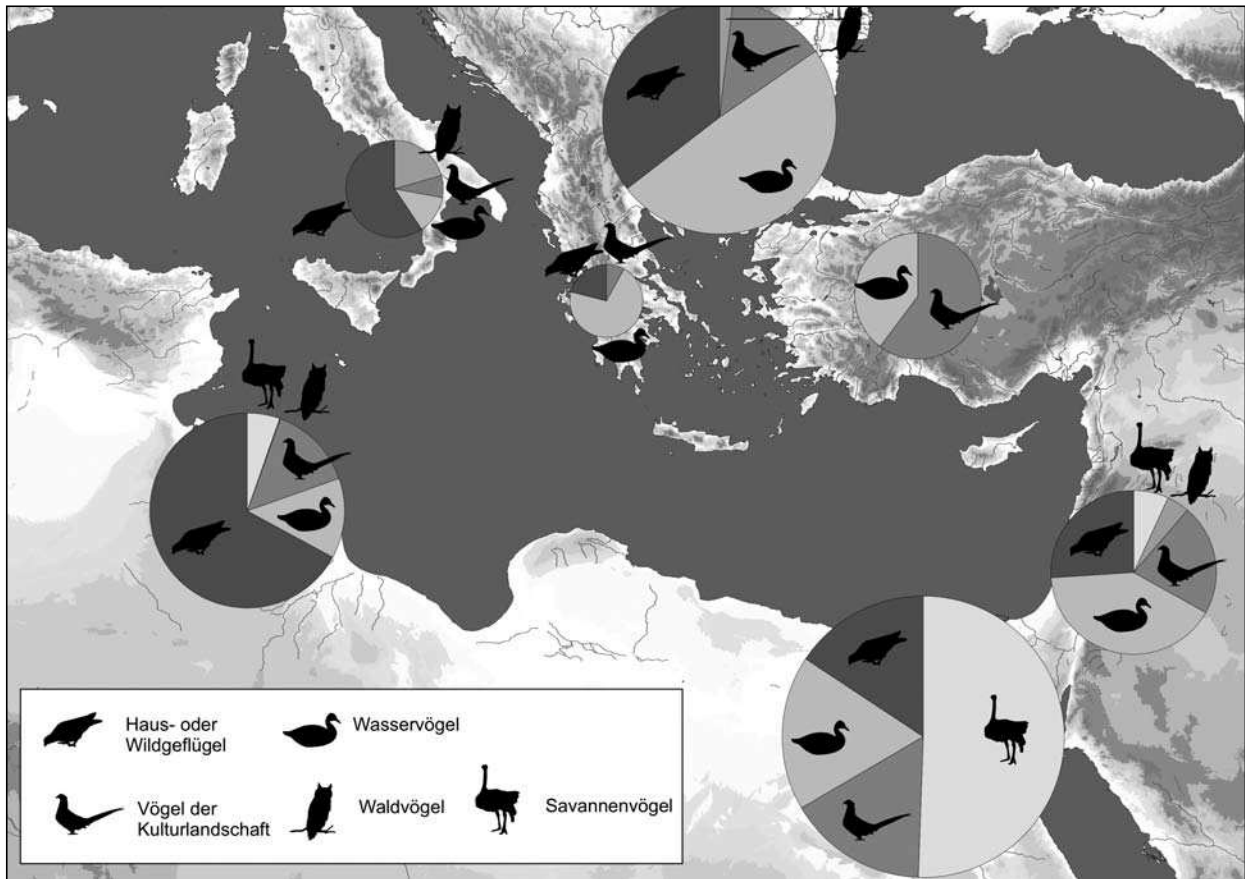 Haus- oder
Wildgeflügel
Wasservögel
Vögel der
Kulturlandschaft
Waldvögel
Savannenvögel